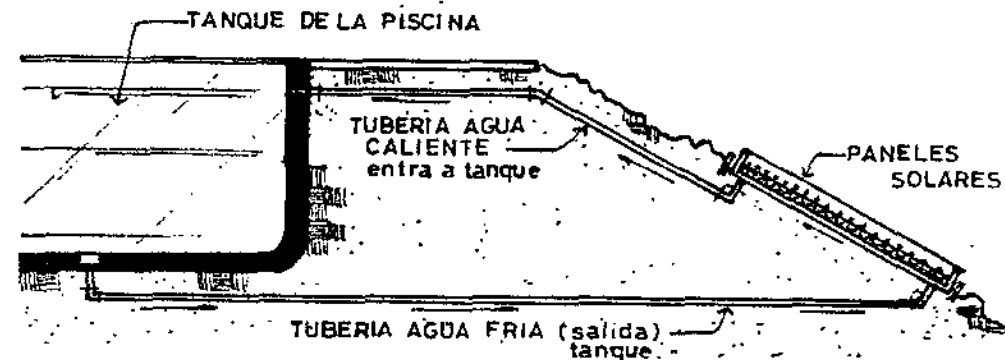 TANQUE DE LA PISCINA
TUBERIA AGUA
CALIENTE
entra a tanque
PANELES
SOLARES
TUBERIA AGUA FRIA (salida)
tanque.